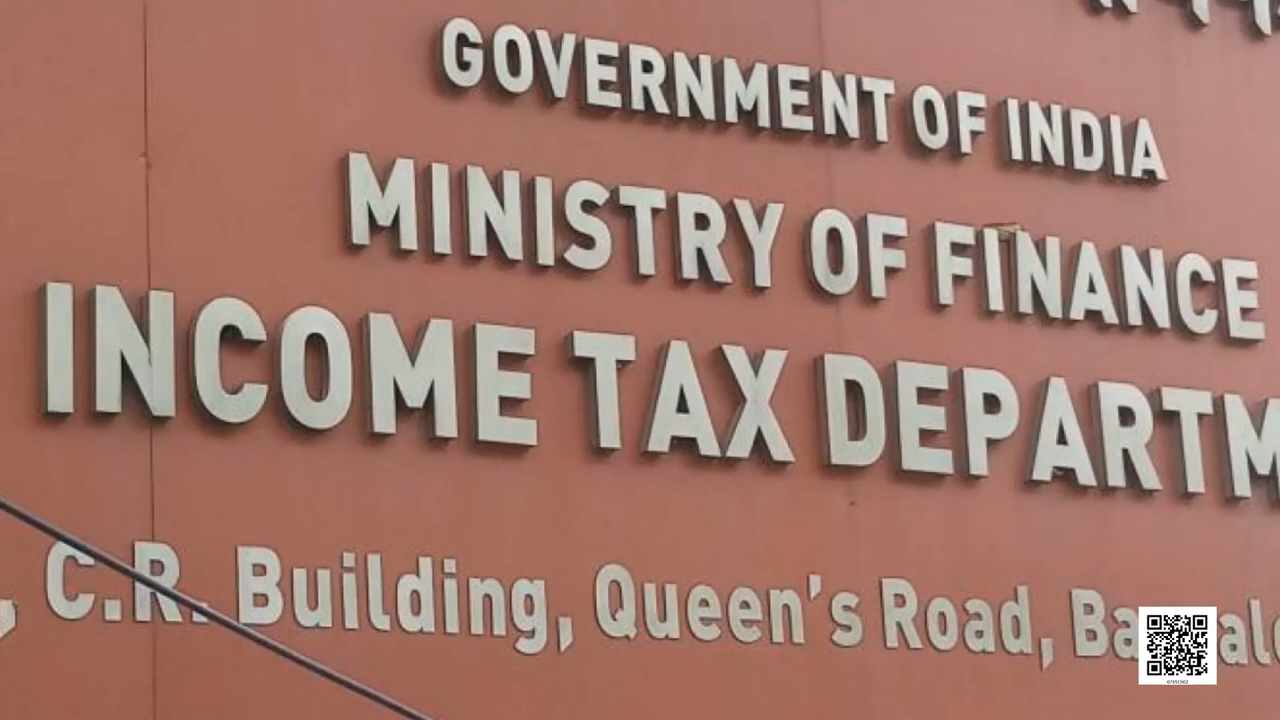 GOVERNMENT OF INDIA
MINISTRY OF FINANCE
INCOME TAX DEPARTM
, C.R. Building, Queen's Road,